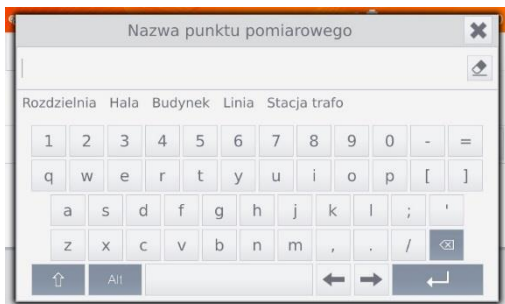 Nazwa punktu pomiarowego
Rozdzielnia Hala Budynek Linia Stacja trafo
1 2 3 4 5 6 7 8 9 0 - =
q w e r t y u i o p [ ]
a s d f g h j k l ; '
z x c v b n m , . /
Alt